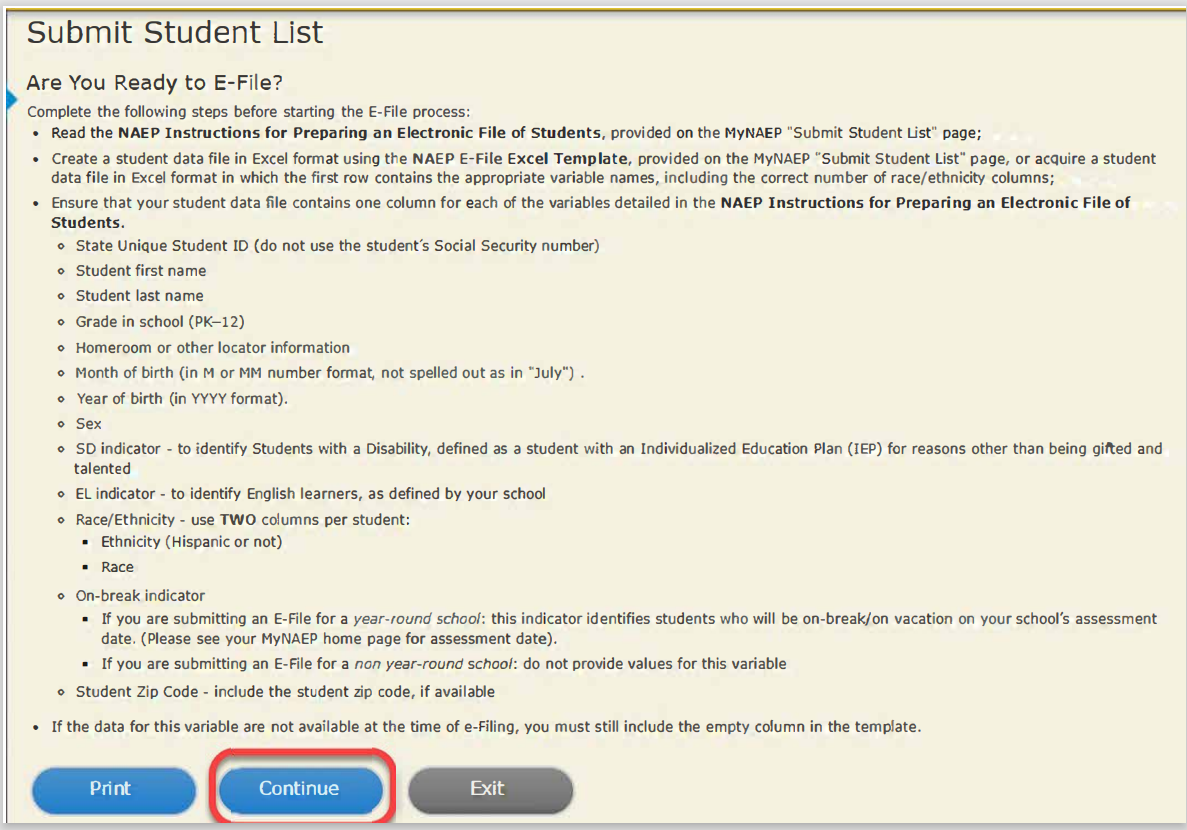 Submit Student List
Are You Ready to E-File?
Complete the following steps before starting the E-File process:
• Read the NAEP Instructions for Preparing an Electronic File of Students, provided on the MyNAEP "Submit Student List" page;
• Create a student data file in Excel format using the NAEP E-File Excel Template, provided on the MyNAEP "Submit Student List" page, or acquire a student
data file in Excel format in which the first row contains the appropriate variable names, including the correct number of race/ethnicity columns;
• Ensure that your student data file contains one column for each of the variables detailed in the NAEP Instructions for Preparing an Electronic File of
Students.
State Unique Student ID (do not use the student's Social Security number)
Student first name
Student last name
Grade in school (PK–12)
Homeroom or other locator information
Month of birth (in M or MM number format, not spelled out as in "July") .
Year of birth (in YYYY format).
Sex
SD indicator - to identify Students with a Disability, defined as a student with an Individualized Education Plan (IEP) for reasons other than being gifted and
talented
EL indicator - to identify English learners, as defined by your school
Race/Ethnicity - use TWO columns per student:
Ethnicity (Hispanic or not)
Race
On-break indicator
If you are submitting an E-File for a year-round school: this indicator identifies students who will be on-break/on vacation on your school's assessment
date. (Please see your MyNAEP home page for assessment date).
If you are submitting an E-File for a non year-round school: do not provide values for this variable
Student Zip Code - include the student zip code, if available
• If the data for this variable are not available at the time of e-Filing, you must still include the empty column in the template.
Print Continue Exit